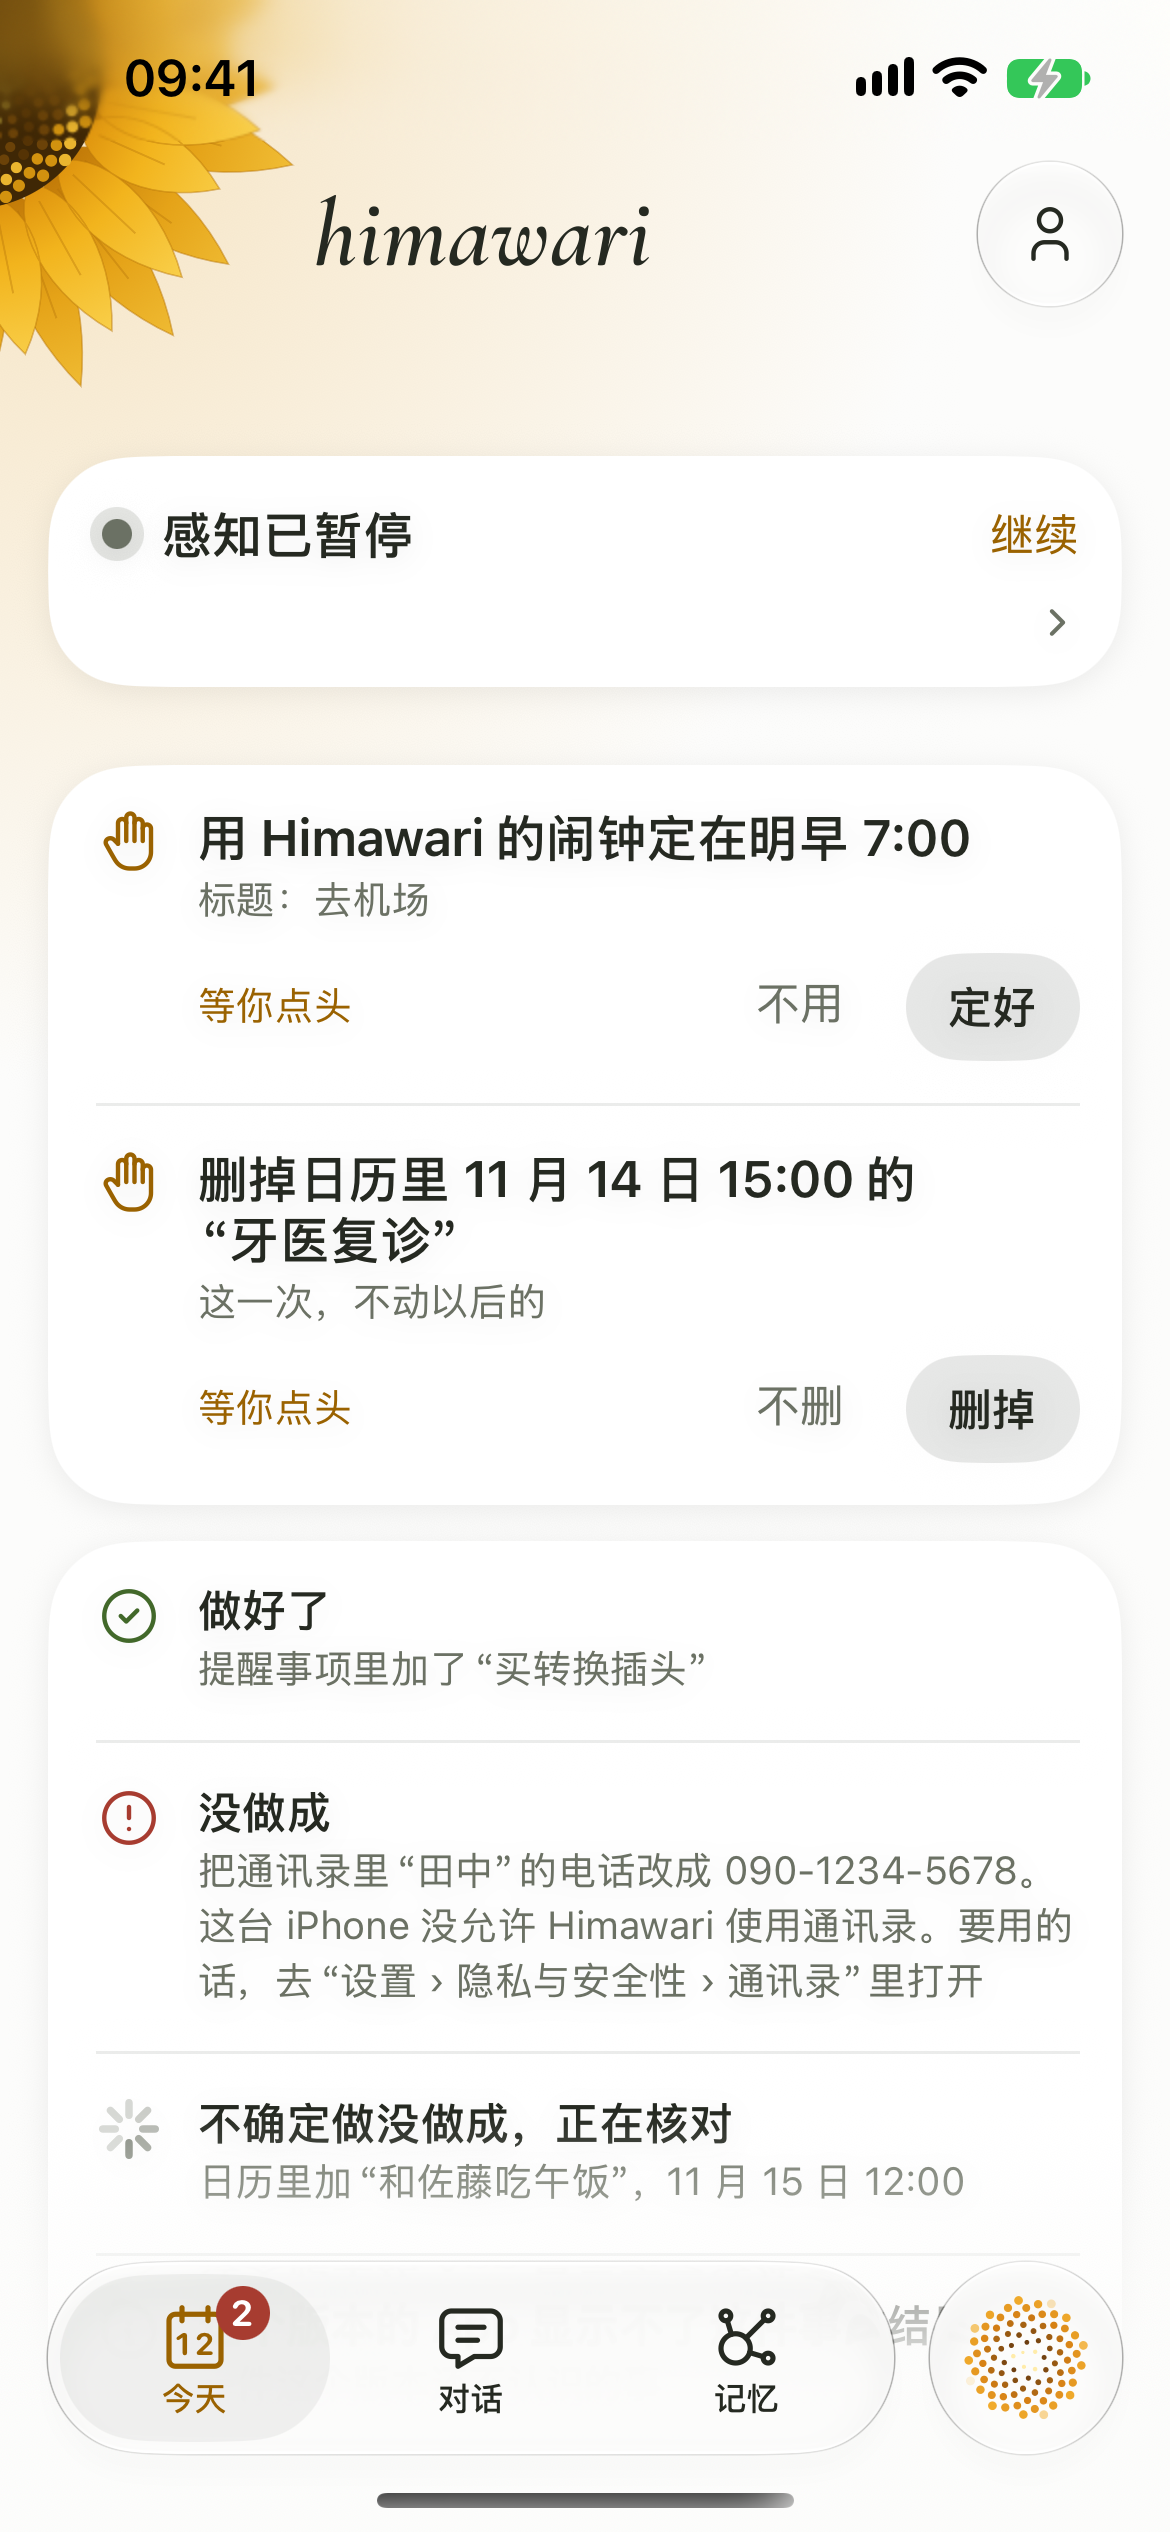 09:41
himawari
感知已暂停
继续
用 Himawari 的闹钟定在明早 7:00
标题：去机场
等你点头
不用
定好
删掉日历里 11 月 14 日 15:00 的
“牙医复诊”
这一次，不动以后的
等你点头
不删
删掉
做好了
提醒事项里加了 “买转换插头”
没做成
把通讯录里 “田中” 的电话改成 090-1234-5678。
这台 iPhone 没允许 Himawari 使用通讯录。要用的
话，去 “设置 › 隐私与安全性 › 通讯录” 里打开
不确定做没做成，正在核对
日历里加 “和佐藤吃午饭”，11 月 15 日 12:00
结
12
2
今天
对话
记忆